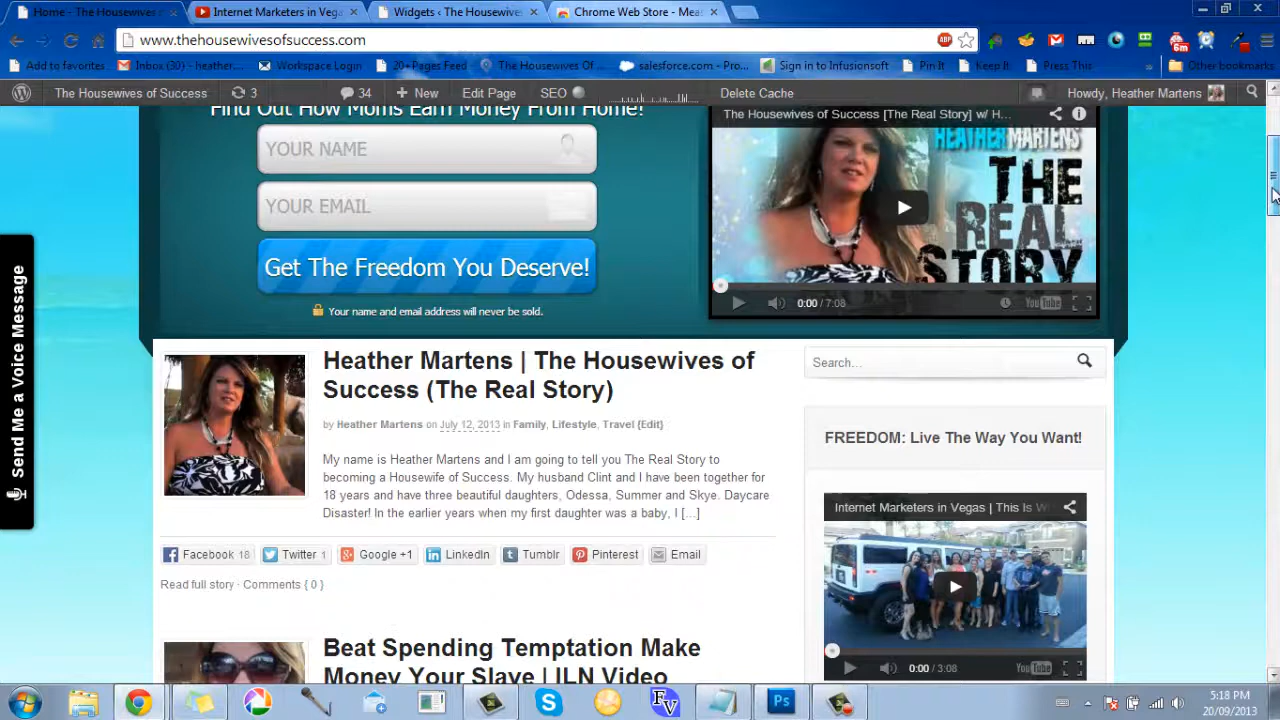 Home - The Housewives
Internet Marketers in Vega
Widgets ‹ The Housewive
Chrome Web Store - Mea
www.thehousewivesofsuccess.com
ABP
Add to favorites
Inbox (30) - heather...
Workspace Login
20+Pages Feed
The Housewives Of ...
salesforce.com - Pro...
Sign in to Infusionsoft
Pin It
Keep It
Press This
»
Other bookmarks
The Housewives of Success
3
34
New
Edit Page
SEO
Delete Cache
Howdy, Heather Martens
Find Out How Moms Earn Money From Home!
YOUR NAME
YOUR EMAIL
Get The Freedom You Deserve!
Your name and email address will never be sold.
The Housewives of Success [The Real Story] w/ H...
HEATHER MARTENS
THE
REAL
STORY
0:00 / 7:08
YouTube
Send Me a Voice Message
Heather Martens | The Housewives of
Success (The Real Story)
by Heather Martens on July 12, 2013 in Family, Lifestyle, Travel {Edit}
My name is Heather Martens and I am going to tell you The Real Story to
becoming a Housewife of Success. My husband Clint and I have been together for
18 years and have three beautiful daughters, Odessa, Summer and Skye. Daycare
Disaster! In the earlier years when my first daughter was a baby, I [...]
Facebook 18
Twitter 1
Google +1
LinkedIn
Tumblr
Pinterest
Email
Read full story · Comments { 0 }
Beat Spending Temptation Make
Money Your Slave | ILN Video
Search...
FREEDOM: Live The Way You Want!
Internet Marketers in Vegas | This Is W
0:00 / 3:08
YouTube
FV
Ps
5:18 PM
20/09/2013